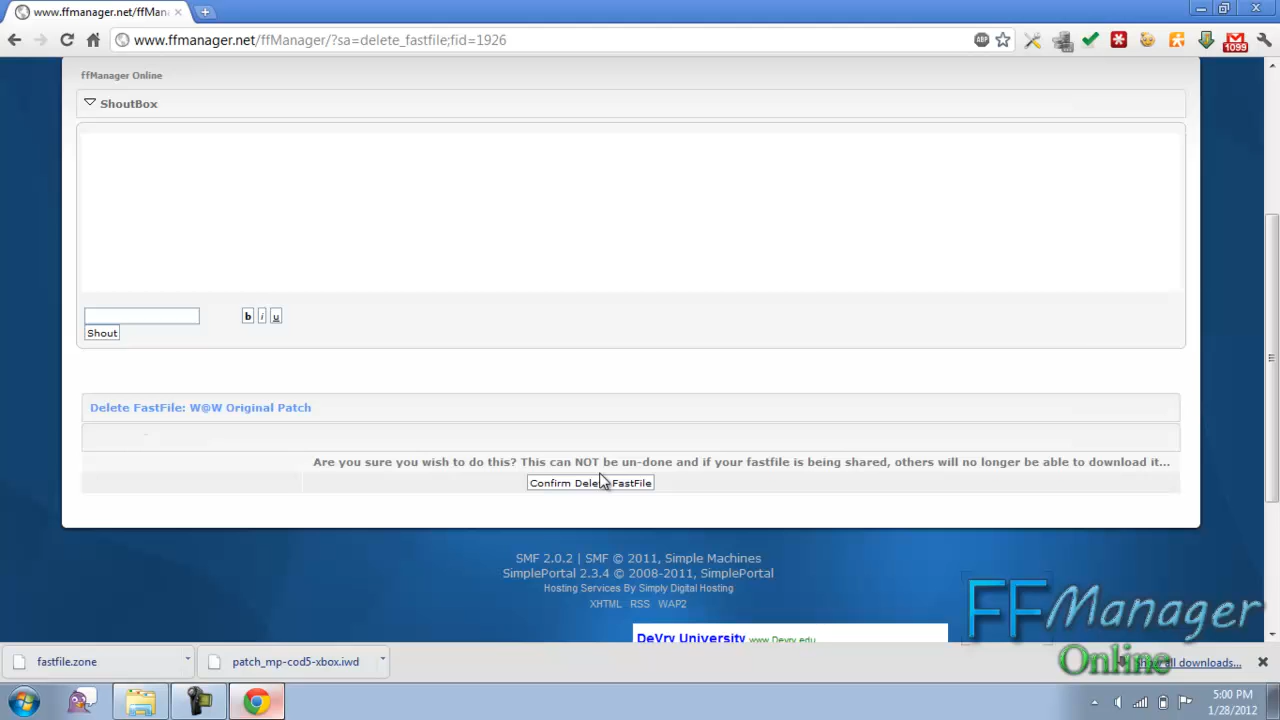 www.ffmanager.net/ffMan
www.ffmanager.net/ffManager/?sa=delete_fastfile;fid=1926
ABP
1099
ffManager Online
ShoutBox
b i u
Shout
Delete FastFile: W@W Original Patch
Are you sure you wish to do this? This can NOT be un-done and if your fastfile is being shared, others will no longer be able to download it...
Confirm Dele FastFile
SMF 2.0.2 | SMF © 2011, Simple Machines
SimplePortal 2.3.4 © 2008-2011, SimplePortal
Hosting Services By Simply Digital Hosting
XHTML RSS WAP2
DeVry University www.Devry.edu
FFManager
Online
fastfile.zone
patch_mp-cod5-xbox.iwd
Show all downloads...
5:00 PM
1/28/2012